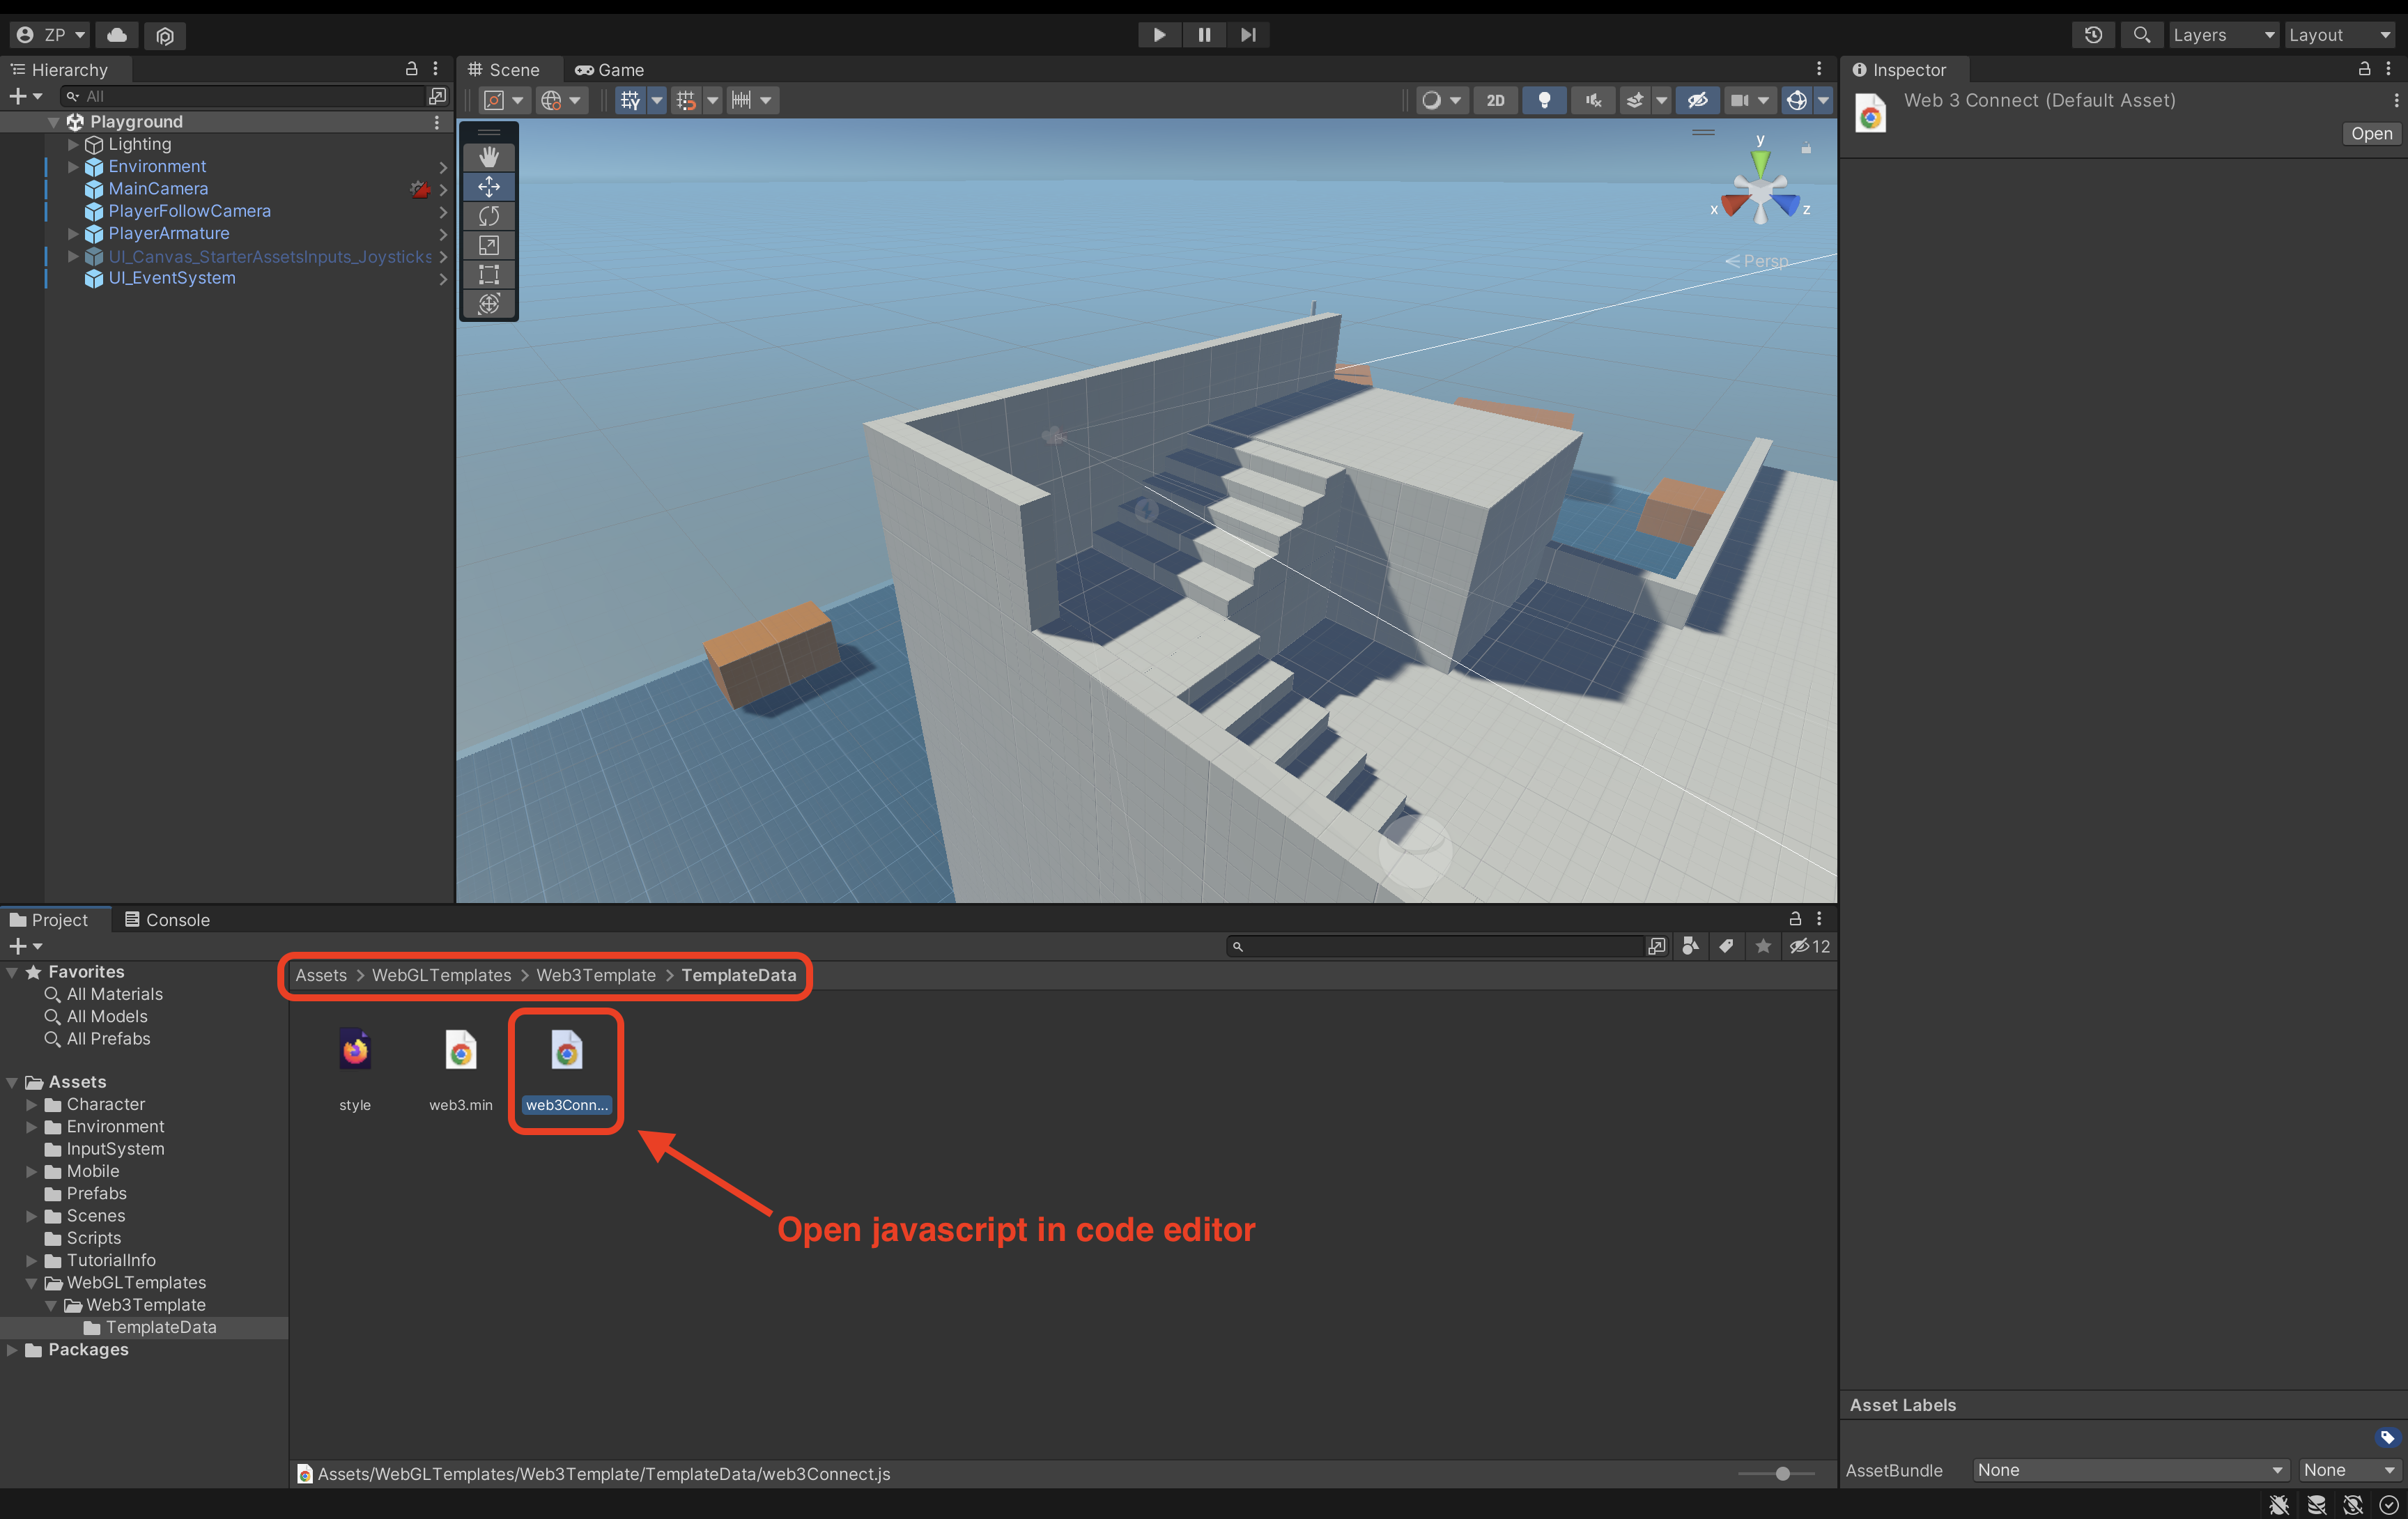 ZP
Layers
Layout
Hierarchy
All
Playground
Lighting
Environment
MainCamera
PlayerFollowCamera
PlayerArmature
UI_Canvas_StarterAssetsInputs_Joysticks
UI_EventSystem
Scene
Game
2D
y
x
z
Persp
Inspector
Web 3 Connect (Default Asset)
Open
Project
Console
12
Favorites
All Materials
All Models
All Prefabs
Assets
Character
Environment
InputSystem
Mobile
Prefabs
Scenes
Scripts
TutorialInfo
WebGLTemplates
Web3Template
TemplateData
Packages
Assets > WebGLTemplates > Web3Template > TemplateData
style
web3.min
web3Conn...
Open javascript in code editor
Assets/WebGLTemplates/Web3Template/TemplateData/web3Connect.js
Asset Labels
AssetBundle
None
None